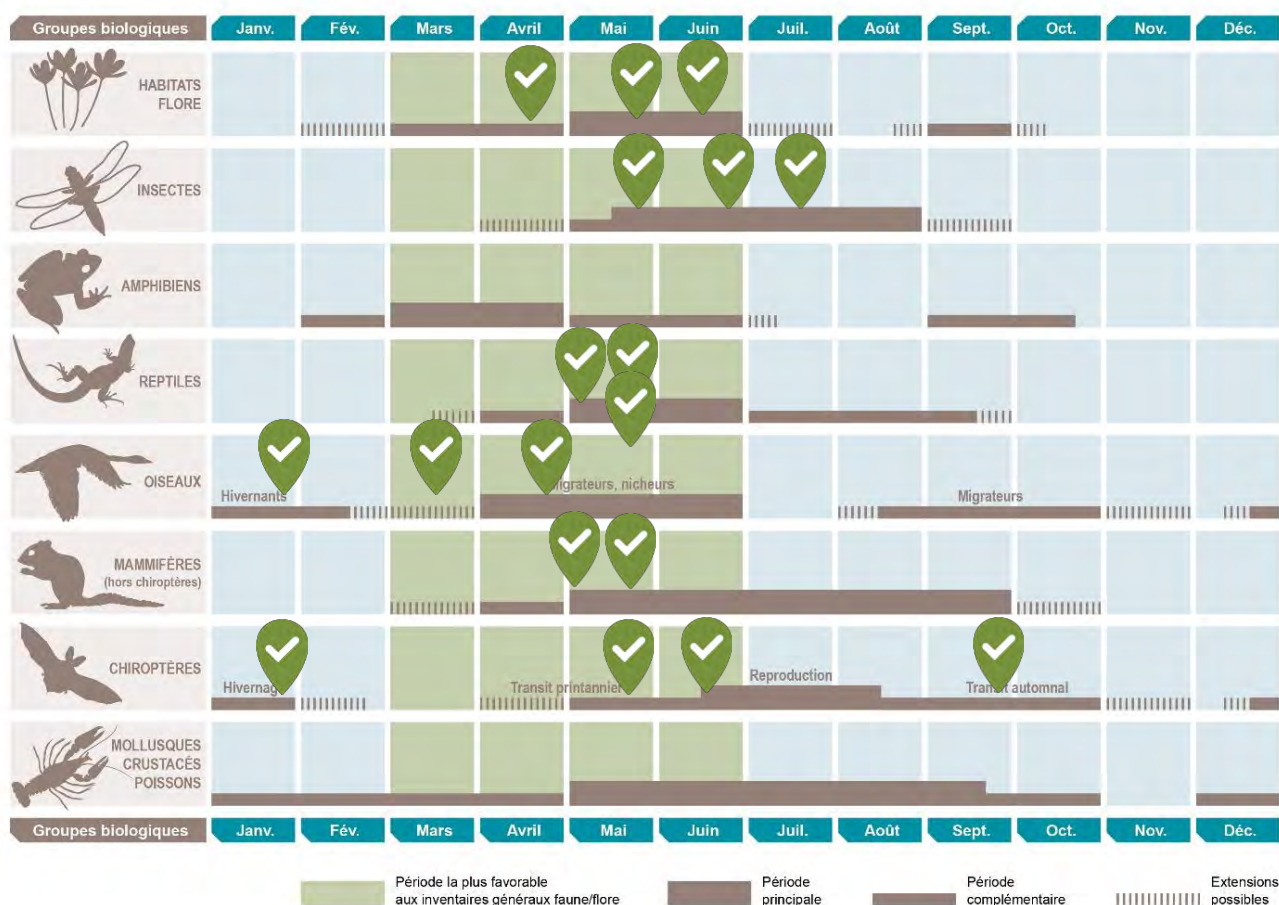 Groupes biologiques Janv. Fév. Mars Avril Mai Juin Juil. Août Sept. Oct. Nov. Déc.
HABITATS
FLORE
INSECTES
AMPHIBIENS
REPTILES
OISEAUX
Hivernants
Migrateurs
MAMMIFÈRES
(hors chiroptères)
CHIROPTÈRES
Reproduction
Transit printannier
MOLLUSQUES
CRUSTACÉS
POISSONS
Groupes biologiques Janv. Fév. Mars Avril Mai Juin Juil. Août Sept. Oct. Nov. Déc.
Période la plus favorable
aux inventaires généraux faune/flore
Période
principale
Période
complémentaire
Extensions
possibles